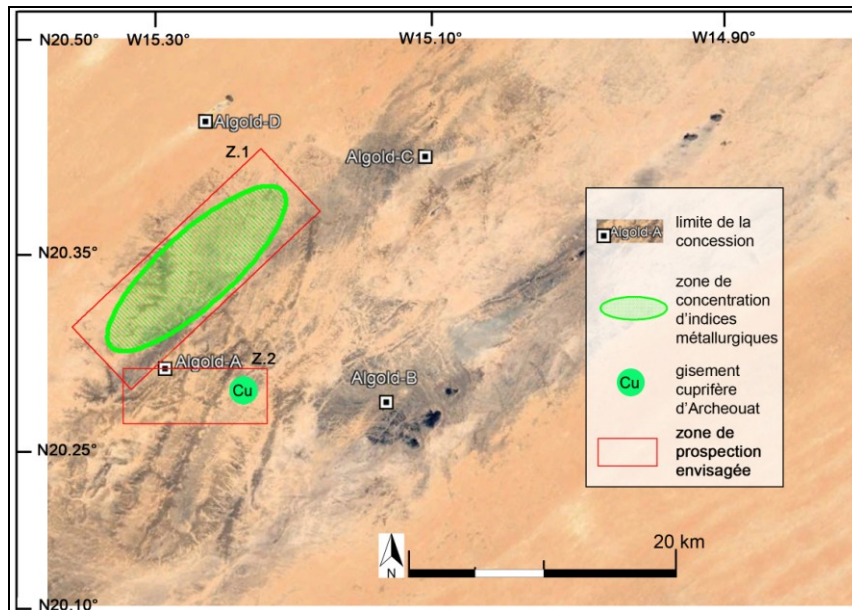 N20.50°
W15.30°
W15.10°
W14.90°
Algold-D
Z.1
Algold-C
N20.35°
Algold-A
Z.2
Algold-B
Cu
N20.25°
N20.10°
Algold-A
limite de la
concession
zone de
concentration
d'indices
métallurgiques
Cu
gisement
cuprifère
d'Archeouat
zone de
prospection
envisagée
N
20 km